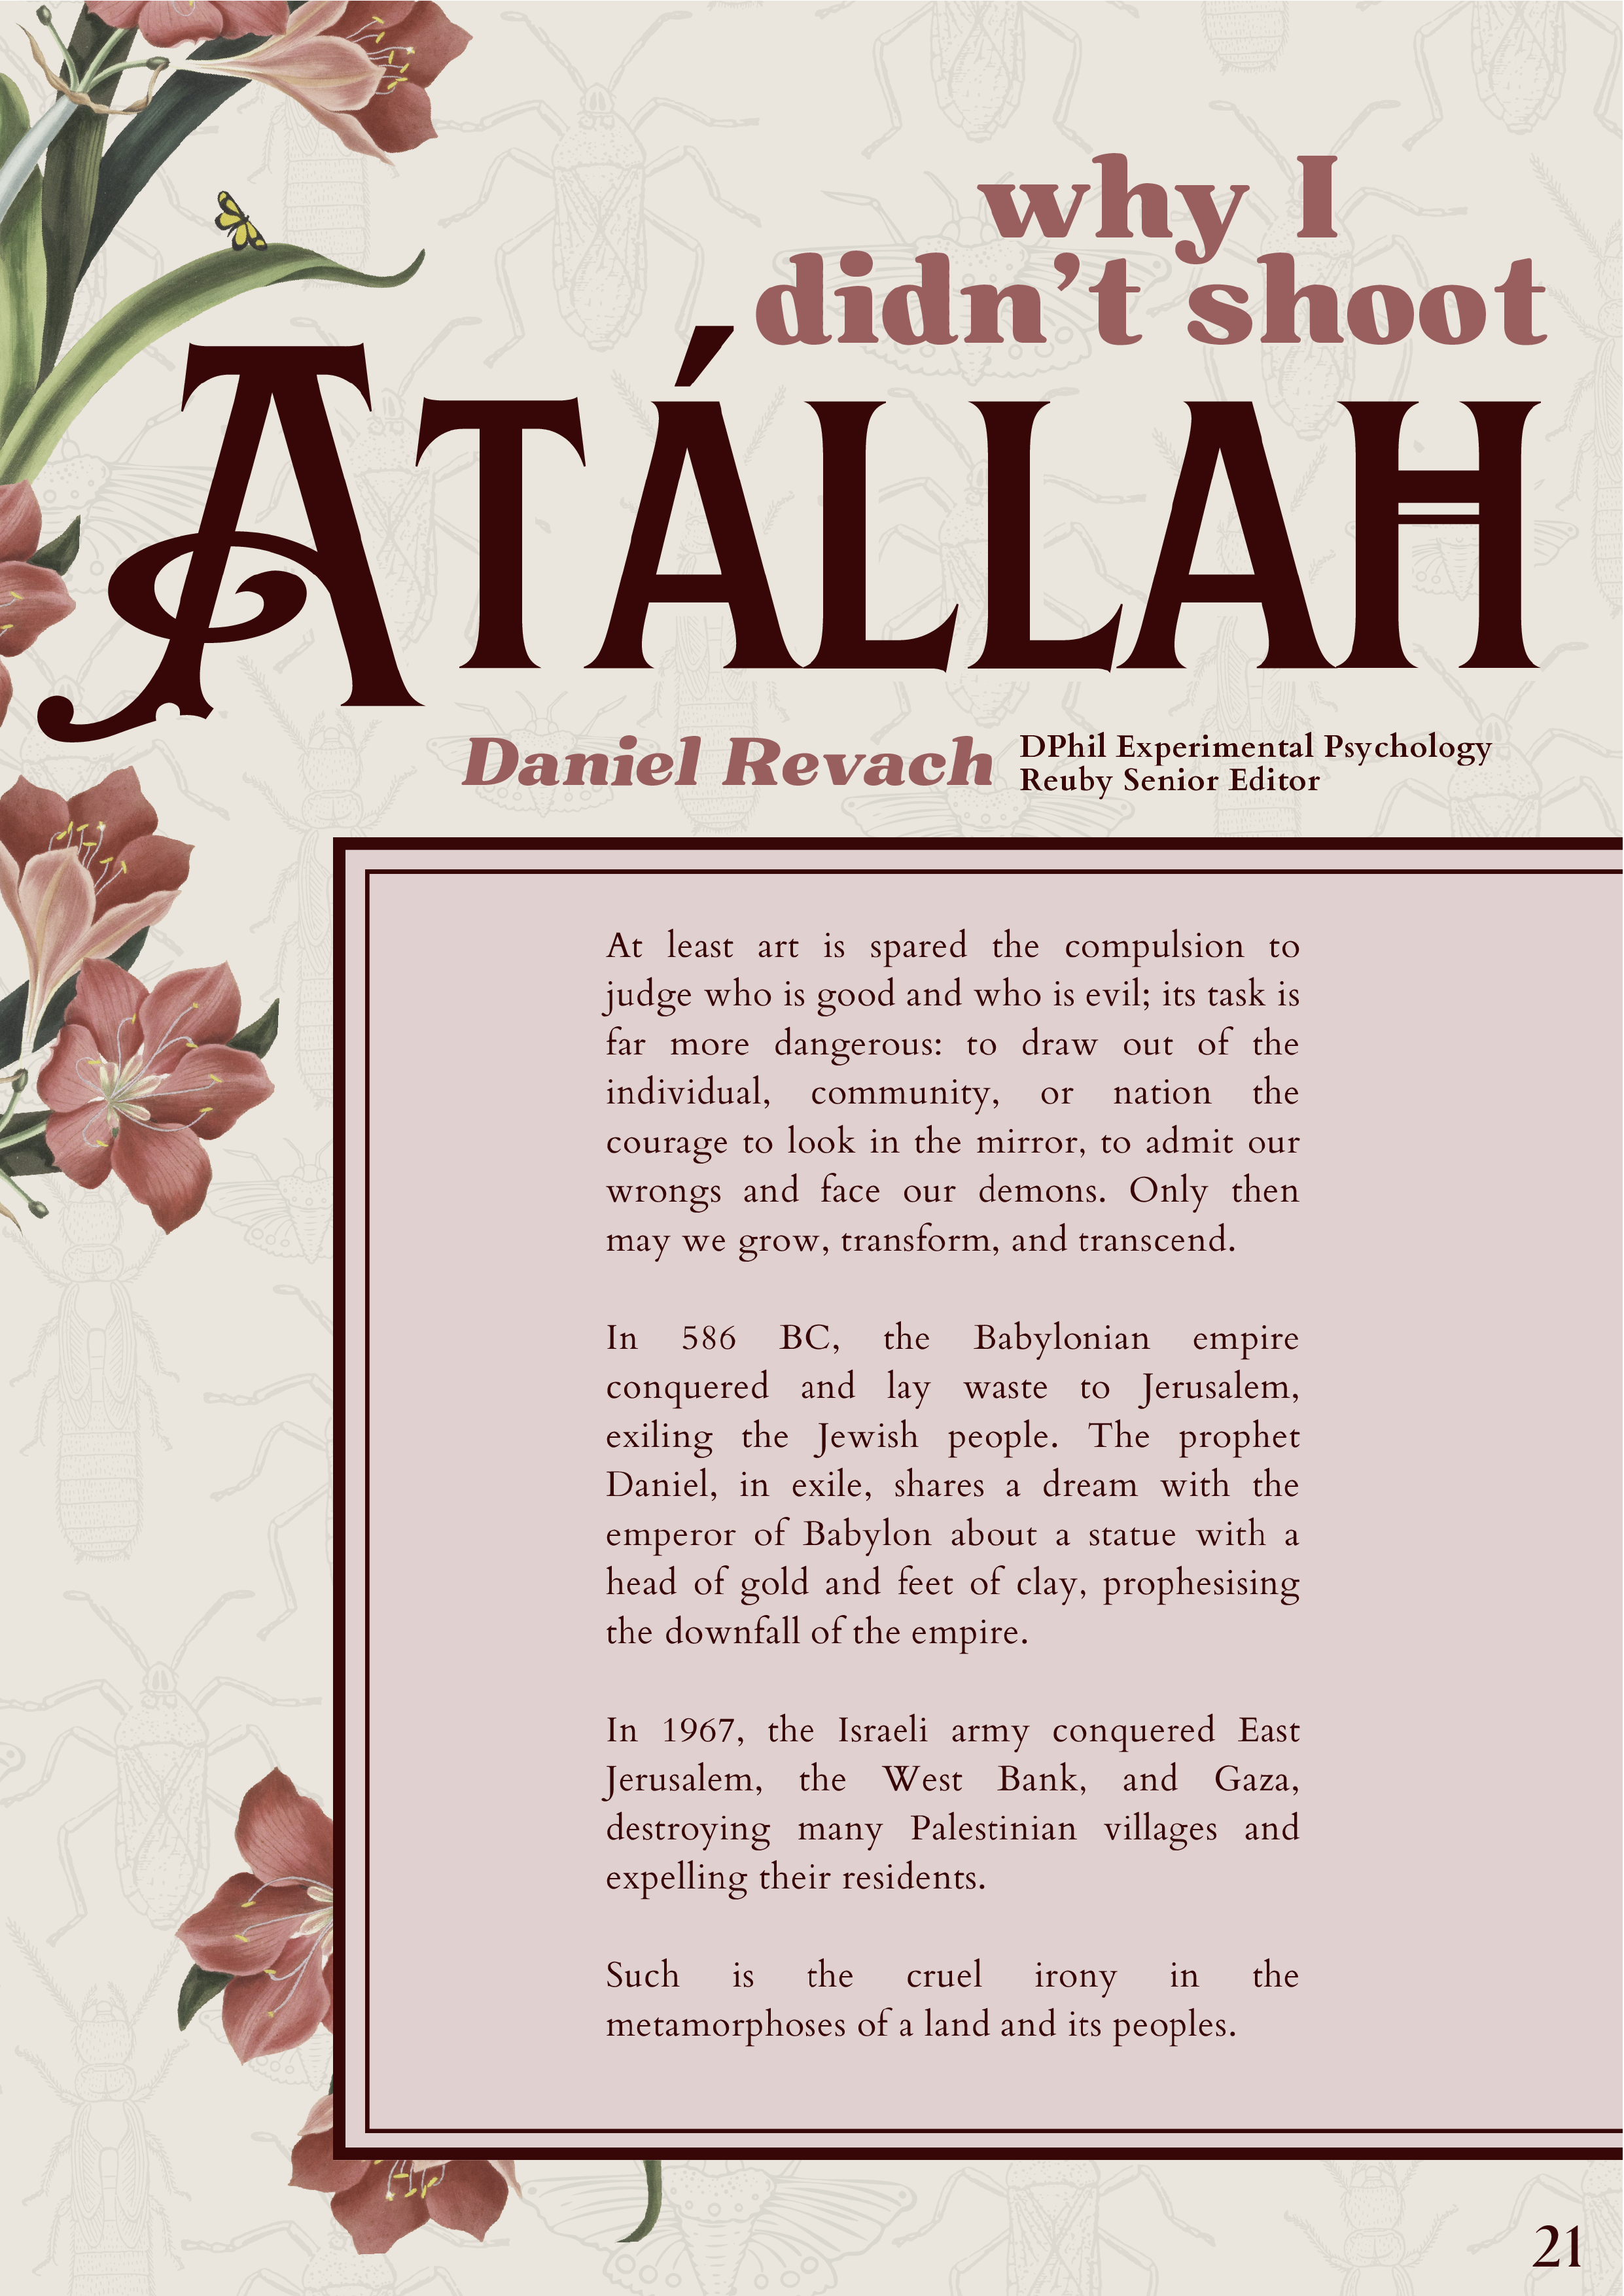 why I
didn't shoot
ATÁLLAH
Daniel Revach
DPhil Experimental Psychology
Reuby Senior Editor
At least art is spared the compulsion to
judge who is good and who is evil; its task is
far more dangerous: to draw out of the
individual, community, or nation the
courage to look in the mirror, to admit our
wrongs and face our demons. Only then
may we grow, transform, and transcend.
In 586 BC, the Babylonian empire
conquered and lay waste to Jerusalem,
exiling the Jewish people. The prophet
Daniel, in exile, shares a dream with the
emperor of Babylon about a statue with a
head of gold and feet of clay, prophesising
the downfall of the empire.
In 1967, the Israeli army conquered East
Jerusalem, the West Bank, and Gaza,
destroying many Palestinian villages and
expelling their residents.
Such is the cruel irony in the
metamorphoses of a land and its peoples.
21